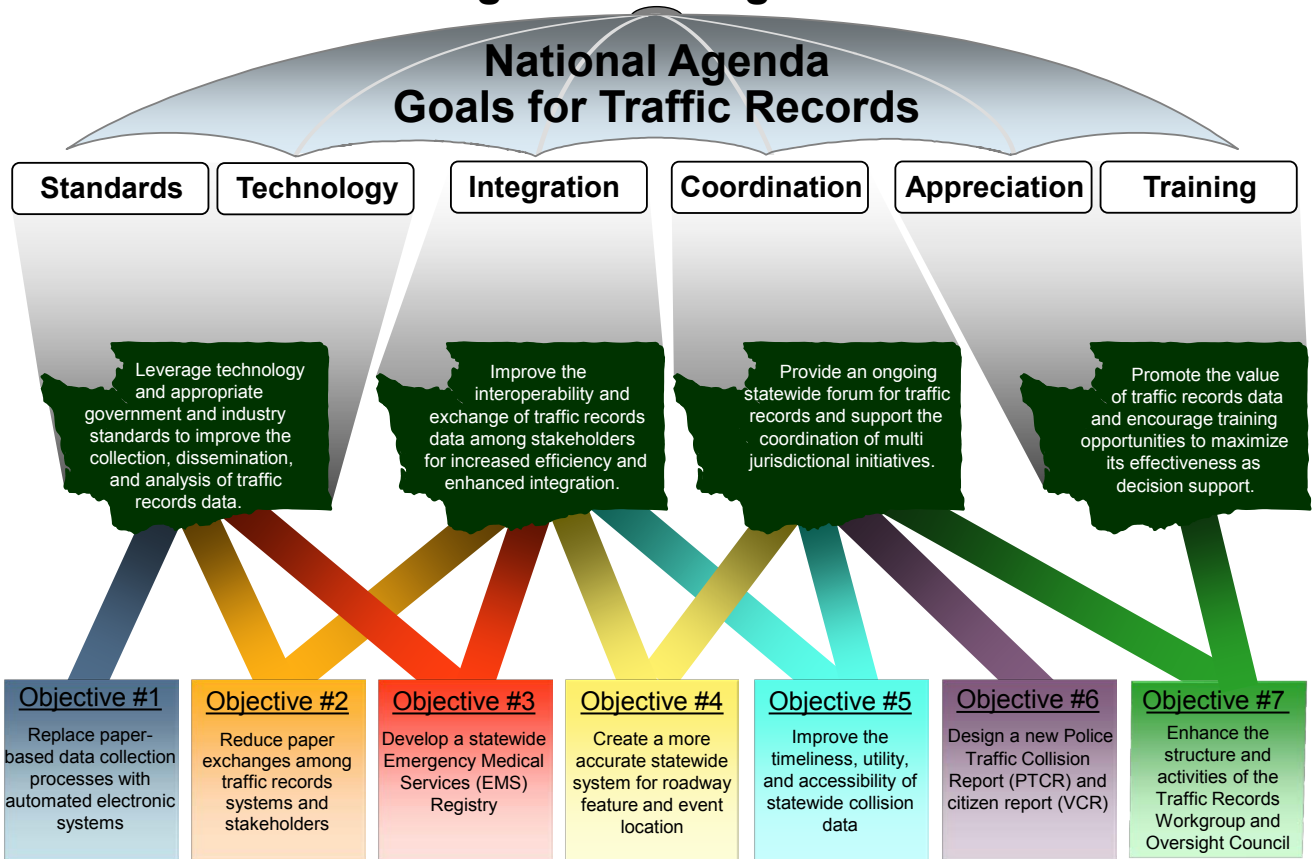 National Agenda
Goals for Traffic Records
Standards
Technology
Integration
Coordination
Appreciation
Training
Leverage technology
and appropriate
government and industry
standards to improve the
collection, dissemination,
and analysis of traffic
records data.
Improve the
interoperability and
exchange of traffic records
data among stakeholders
for increased efficiency and
enhanced integration.
Provide an ongoing
statewide forum for traffic
records and support the
coordination of multi
jurisdictional initiatives.
Promote the value
of traffic records data
and encourage training
opportunities to maximize
its effectiveness as
decision support.
Objective #1
Replace paper-
based data collection
processes with
automated electronic
systems
Objective #2
Reduce paper
exchanges among
traffic records
systems and
stakeholders
Objective #3
Develop a statewide
Emergency Medical
Services (EMS)
Registry
Objective #4
Create a more
accurate statewide
system for roadway
feature and event
location
Objective #5
Improve the
timeliness, utility,
and accessibility of
statewide collision
data
Objective #6
Design a new Police
Traffic Collision
Report (PTCR) and
citizen report (VCR)
Objective #7
Enhance the
structure and
activities of the
Traffic Records
Workgroup and
Oversight Council